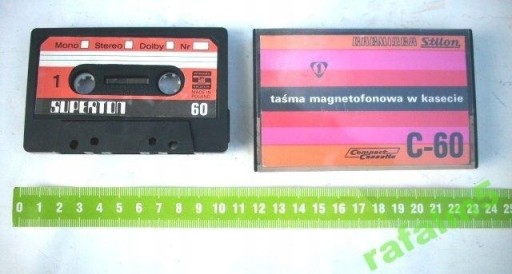 Mono Stereo Dolby Nr
1
MADE IN POLAND
SUPERTON 60
Stilon
1
taśma magnetofonowa w kasecie
Compact Cassette
C-60
0 1 2 3 4 5 6 7 8 9 10 11 12 13 14 15 16 17 18 19 20 21 22 23 24 25